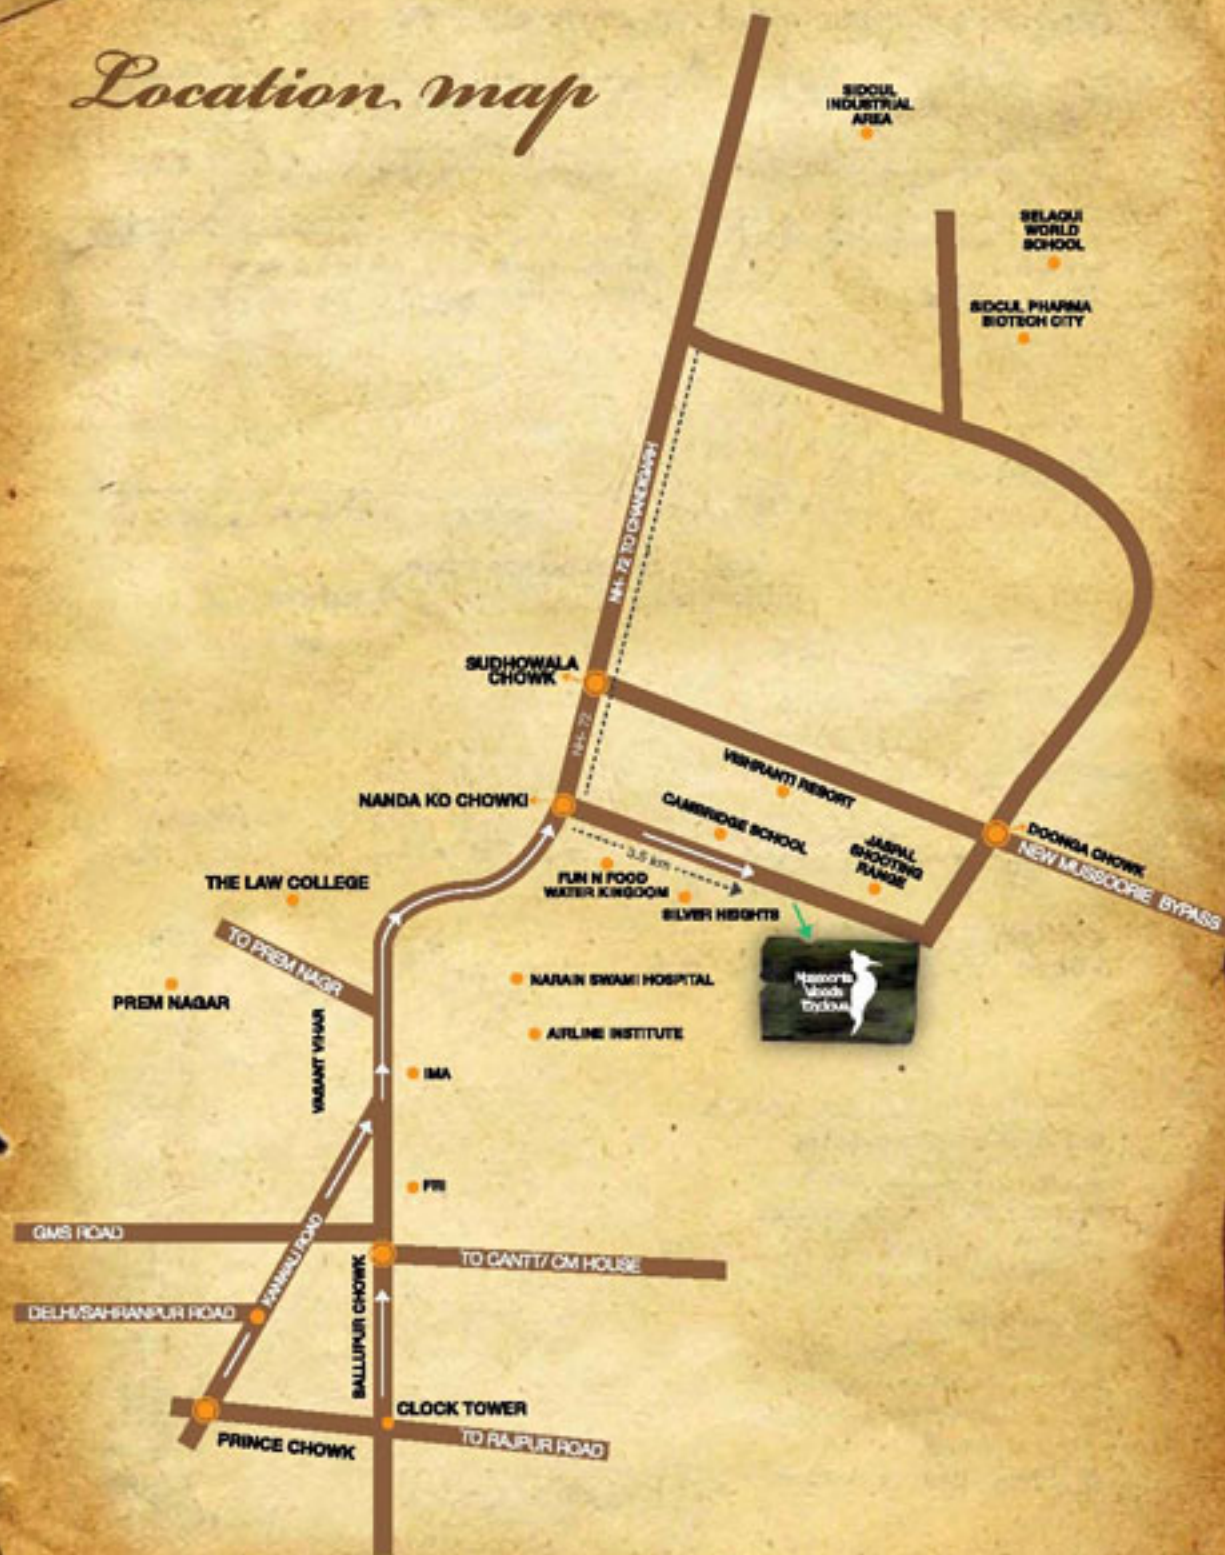 Location map
SIDCUL
INDUSTRIAL
AREA
SELAQUI
WORLD
SCHOOL
SIDCUL PHARMA
BIOTECH CITY
NH- 72 TO CHANDIGARH
SUDHOWALA
CHOWK
NH- 72
VISHRANTI RESORT
NANDA KO CHOWKI
CAMBRIDGE SCHOOL
DOONGA CHOWK
NEW MUSSOORIE BYPASS
JASPAL
SHOOTING
RANGE
3.5 km
FUN N FOOD
WATER KINGDOM
SILVER HEIGHTS
THE LAW COLLEGE
TO PREM NAGIR
NARAIN SWAMI HOSPITAL
Woods
PREM NAGAR
AIRLINE INSTITUTE
VASANT VIHAR
IMA
FRI
GMS ROAD
KANWALI ROAD
TO CANTT/ CM HOUSE
DELHI/SAHRANPUR ROAD
BALLUPUR CHOWK
CLOCK TOWER
PRINCE CHOWK
TO RAJPUR ROAD